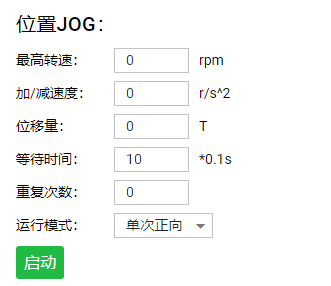 位置JOG：
最高转速： 0 rpm
加/减速度： 0 r/s^2
位移量： 0 T
等待时间： 10 *0.1s
重复次数： 0
运行模式： 单次正向
启动